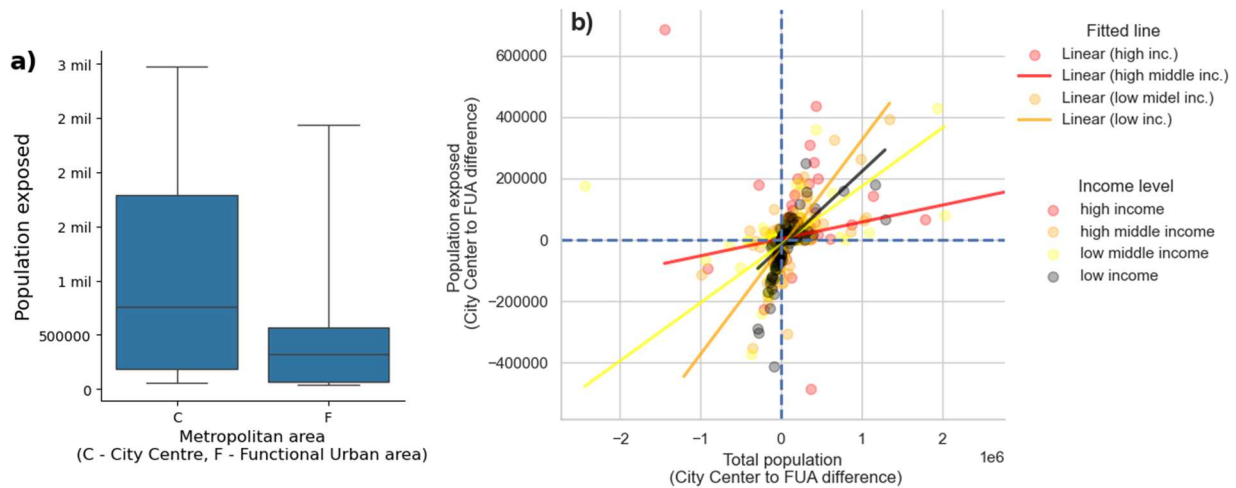 a)
Population exposed
3 mil
2 mil
2 mil
2 mil
1 mil
500000
0
C
F
Metropolitan area
(C - City Centre, F - Functional Urban area)
b)
Population exposed
(City Center to FUA difference)
600000
400000
200000
0
−200000
−400000
−2
−1
0
1
2
1e6
Total population
(City Center to FUA difference)
Fitted line
Linear (high inc.)
Linear (high middle inc.)
Linear (low midel inc.)
Linear (low inc.)
Income level
high income
high middle income
low middle income
low income